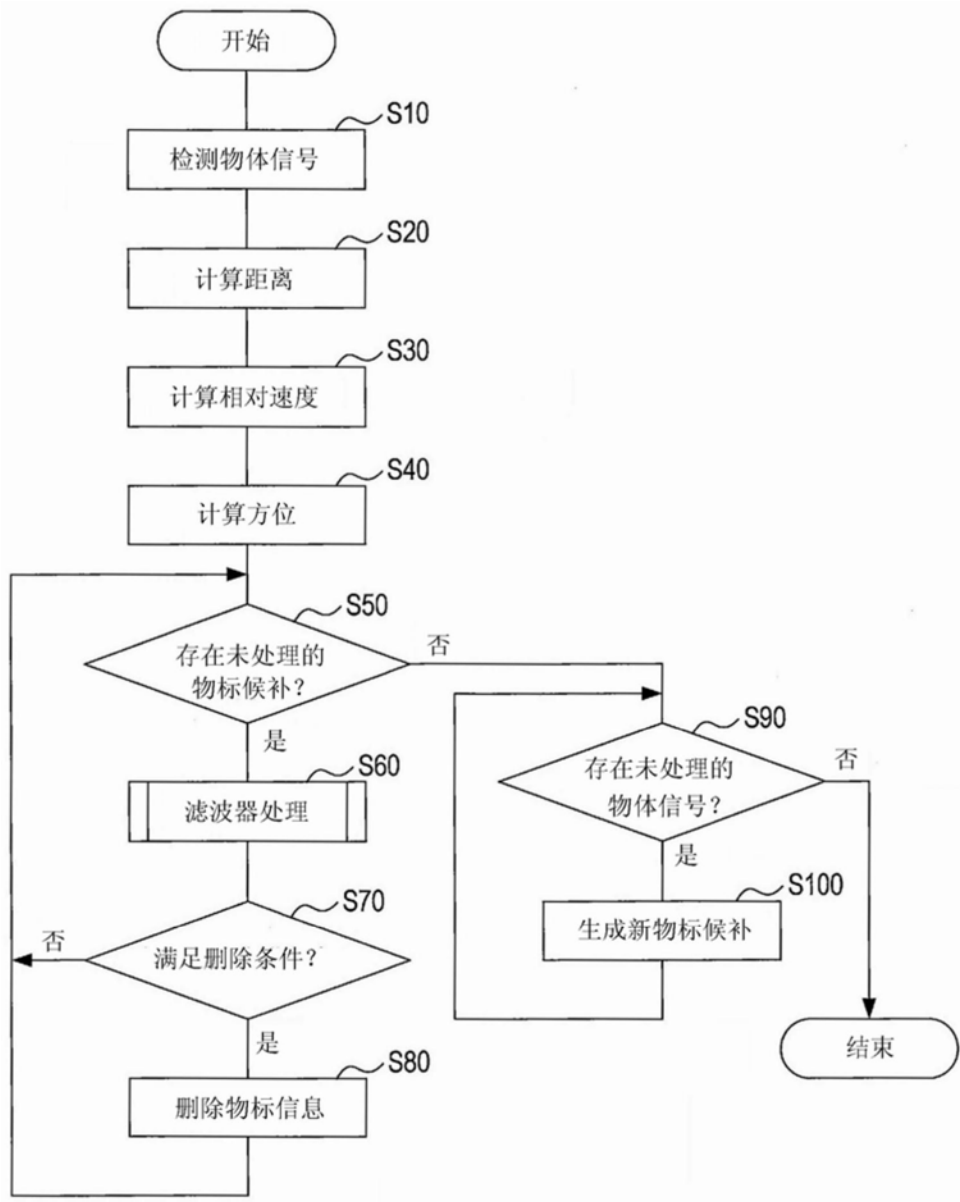 开始
S10
检测物体信号
S20
计算距离
S30
计算相对速度
S40
计算方位
S50
存在未处理的
物标候补？
否
是
S60
滤波器处理
S70
满足删除条件？
否
是
S80
删除物标信息
S90
存在未处理的
物体信号？
否
是
S100
生成新物标候补
结束